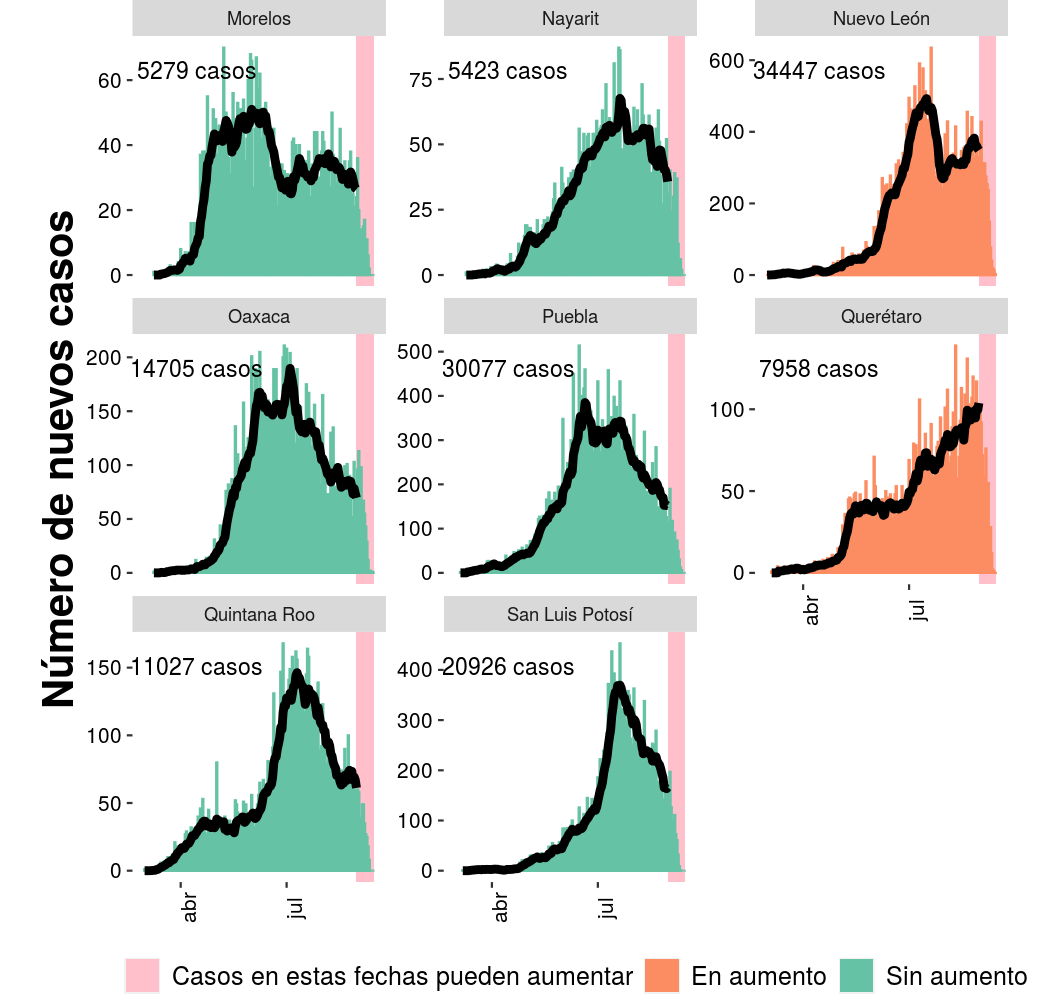 Morelos
Nayarit
Nuevo León
5279 casos
5423 casos
34447 casos
60
40
20
0
75
50
25
0
600
400
200
0
Número de nuevos casos
Oaxaca
Puebla
Querétaro
14705 casos
30077 casos
7958 casos
200
150
100
50
0
500
400
300
200
100
0
100
50
0
abr
jul
Quintana Roo
San Luis Potosí
11027 casos
20926 casos
150
100
50
0
400
300
200
100
0
abr
jul
abr
jul
Casos en estas fechas pueden aumentar
En aumento
Sin aumento